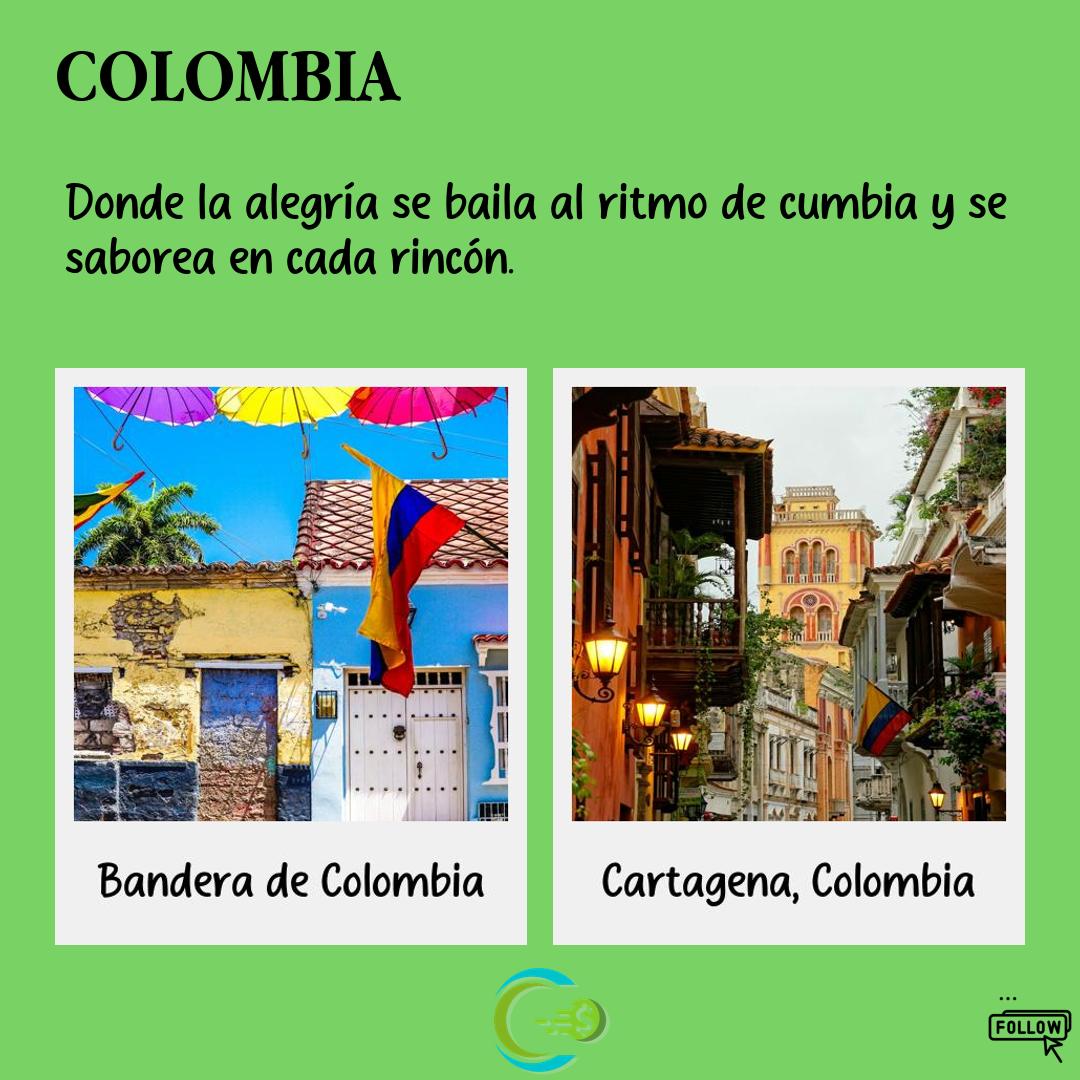 COLOMBIA
Donde la alegría se baila al ritmo de cumbia y se
saborea en cada rincón.
Bandera de Colombia
Cartagena, Colombia
...
FOLLOW